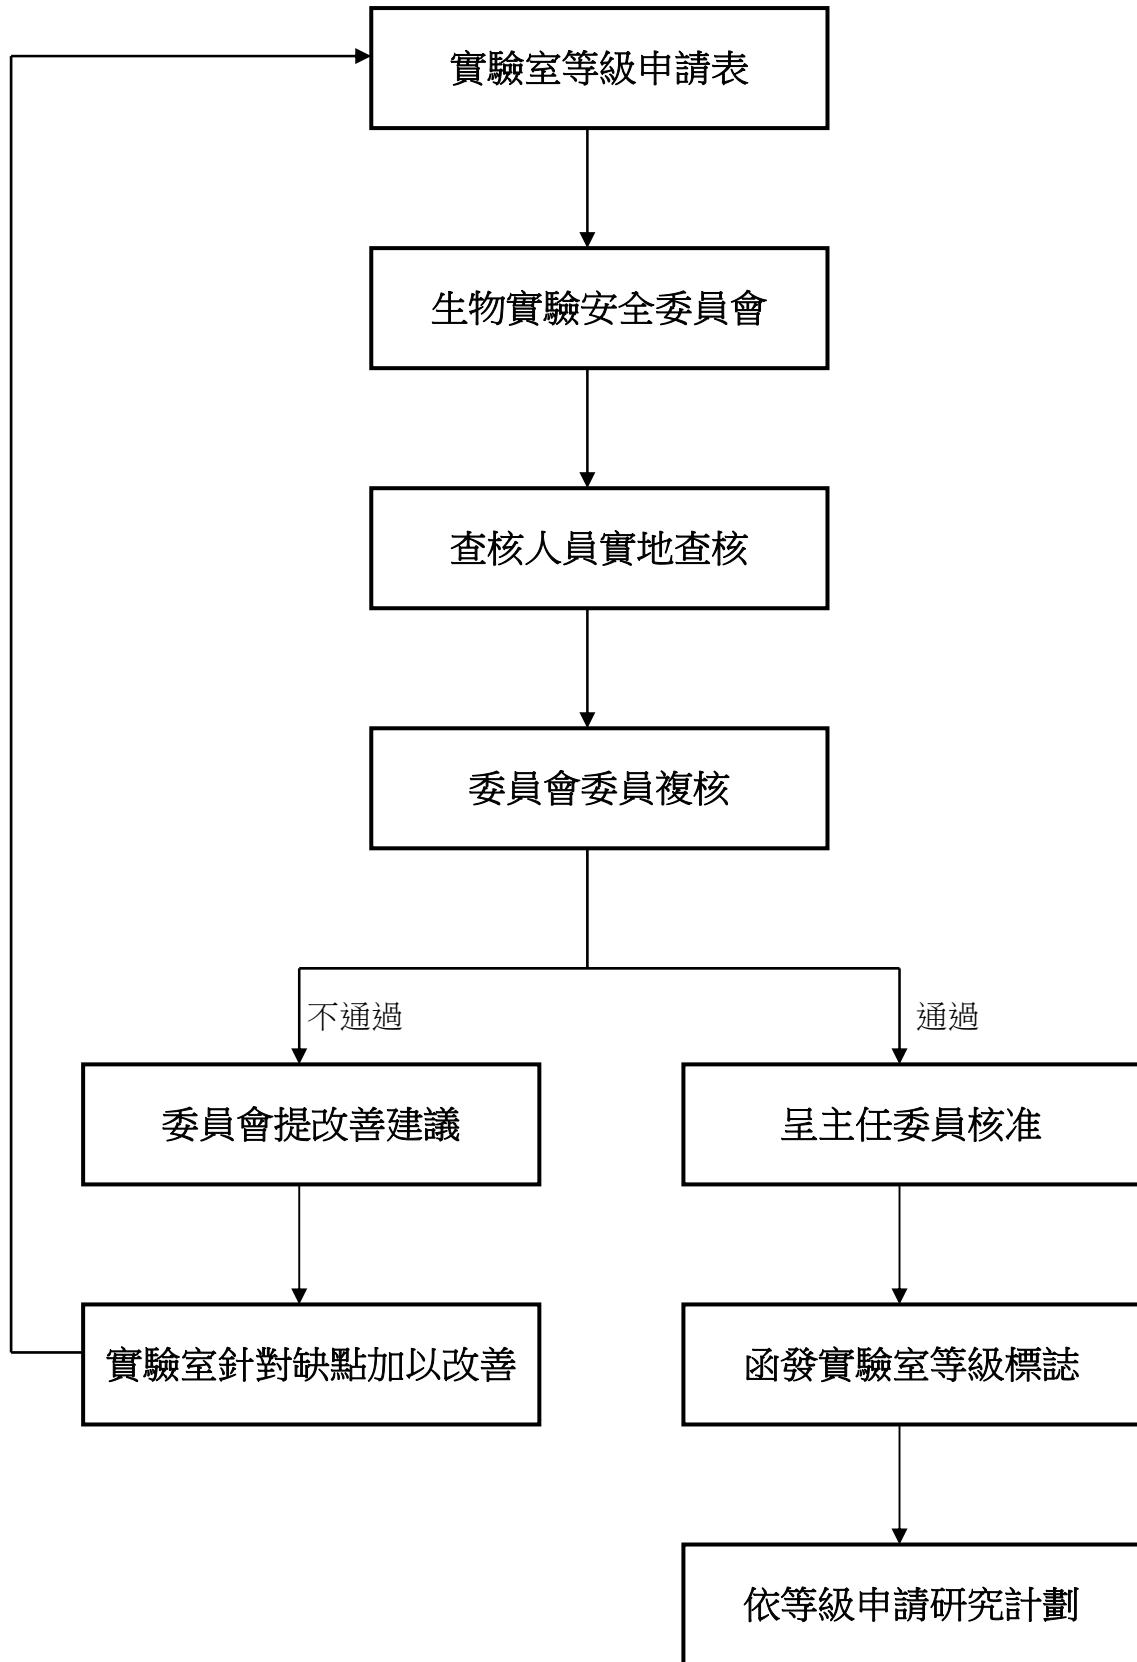 實驗室等級申請表
生物實驗安全委員會
查核人員實地查核
委員會委員複核
不通過
通過
委員會提改善建議
呈主任委員核准
實驗室針對缺點加以改善
函發實驗室等級標誌
依等級申請研究計劃